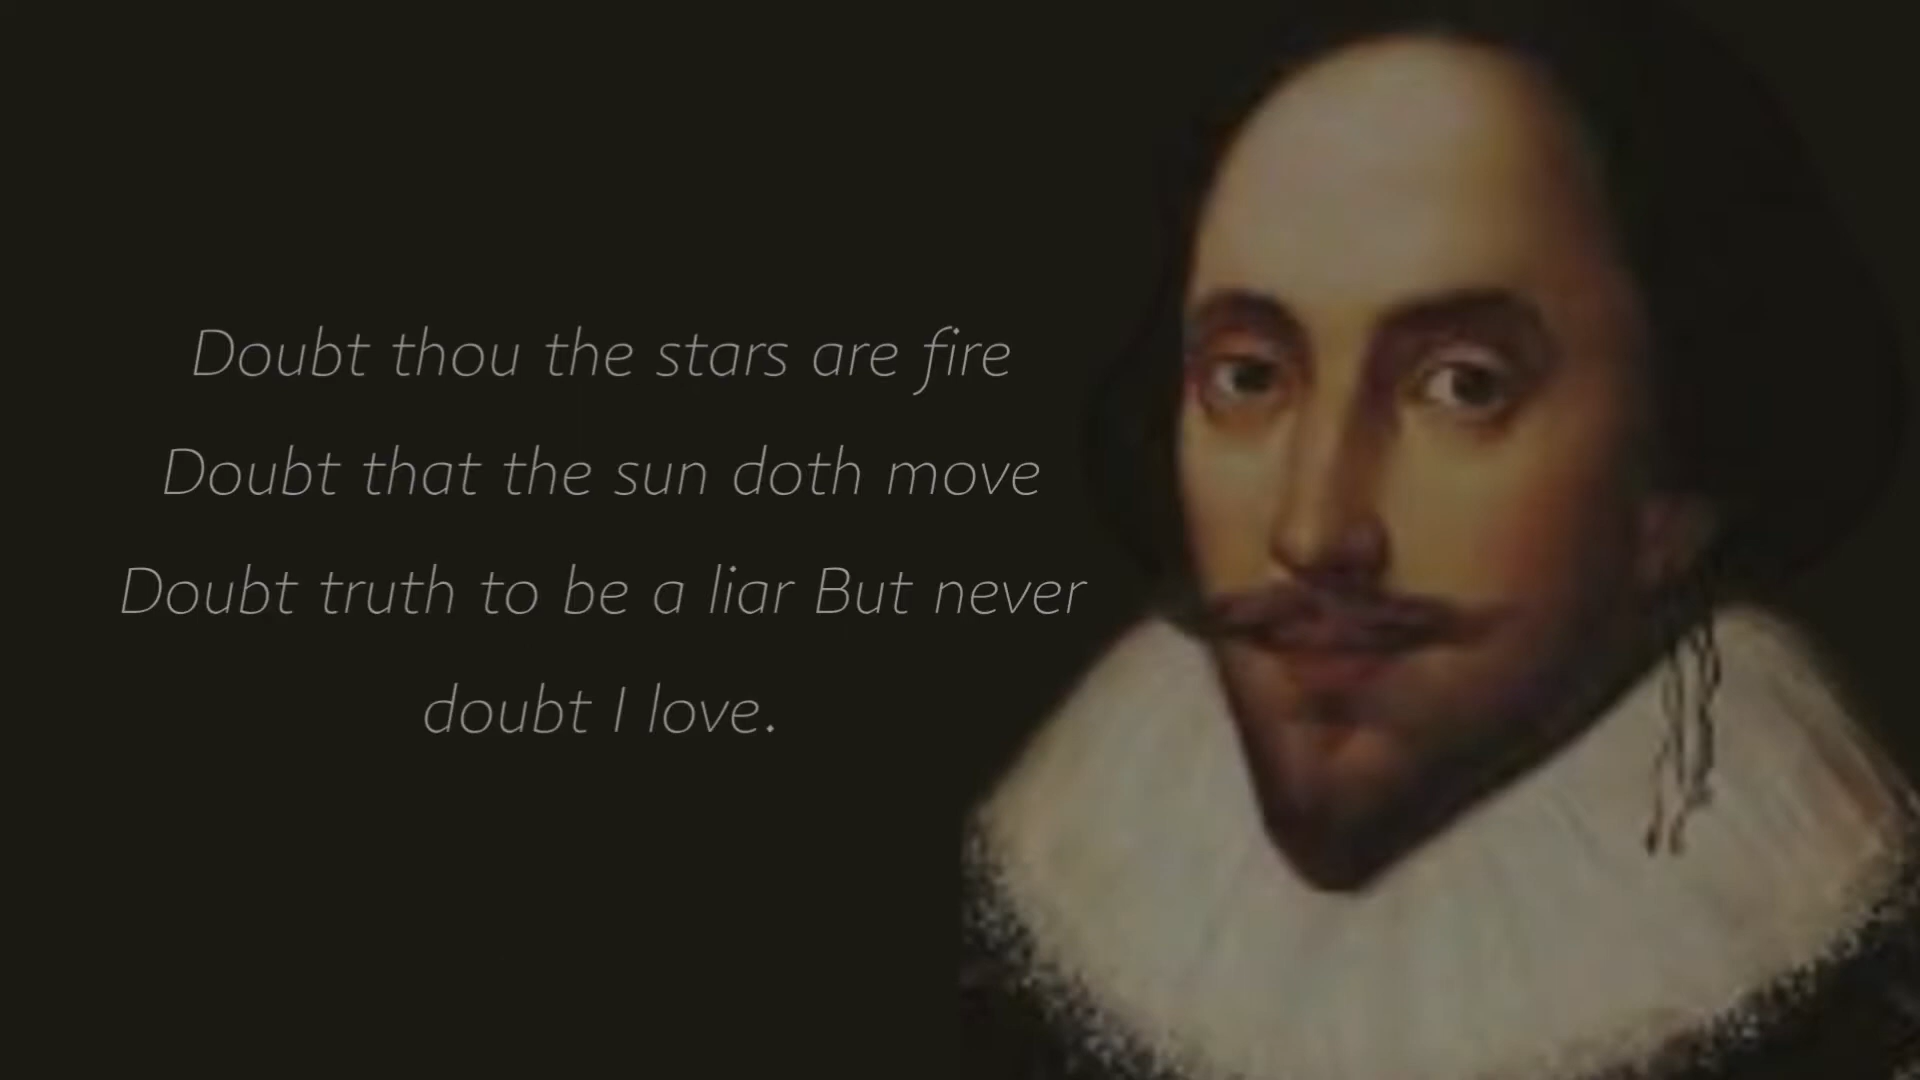 Doubt thou the stars are fire
Doubt that the sun doth move
Doubt truth to be a liar But never
doubt I love.